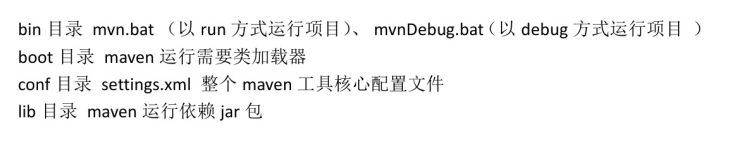 bin 目录 mvn.bat （以 run 方式运行项目）、 mvnDebug.bat（以 debug 方式运行项目 ）
boot 目录 maven 运行需要类加载器
conf 目录 settings.xml 整个 maven 工具核心配置文件
lib 目录 maven 运行依赖 jar 包